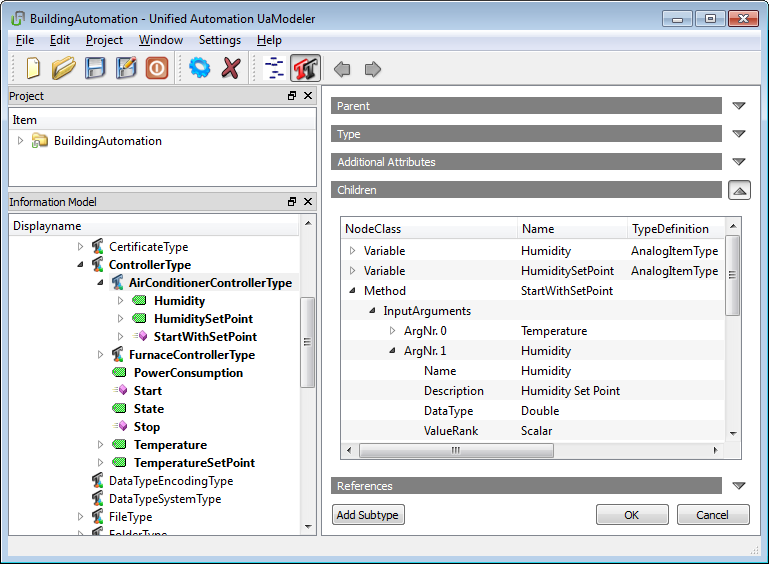 BuildingAutomation - Unified Automation UaModeler
File Edit Project Window Settings Help
Project
Item
BuildingAutomation
Information Model
Displayname
CertificateType
ControllerType
AirConditionerControllerType
Humidity
HumiditySetPoint
StartWithSetPoint
FurnaceControllerType
PowerConsumption
Start
State
Stop
Temperature
TemperatureSetPoint
DataTypeEncodingType
DataTypeSystemType
FileType
FolderType
Parent
Type
Additional Attributes
Children
NodeClass Name TypeDefinition
Variable Humidity AnalogItemType
Variable HumiditySetPoint AnalogItemType
Method StartWithSetPoint
InputArguments
ArgNr. 0 Temperature
ArgNr. 1 Humidity
Name Humidity
Description Humidity Set Point
DataType Double
ValueRank Scalar
References
Add Subtype OK Cancel